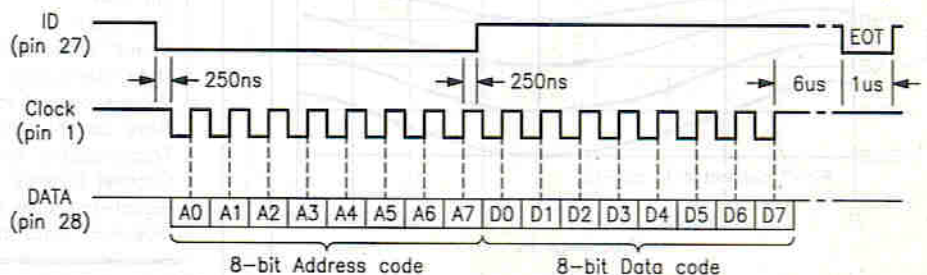 ID
(pin 27)
EOT
250ns
250ns
6us
1us
Clock
(pin 1)
DATA
(pin 28)
A0 A1 A2 A3 A4 A5 A6 A7 D0 D1 D2 D3 D4 D5 D6 D7
8-bit Address code
8-bit Data code